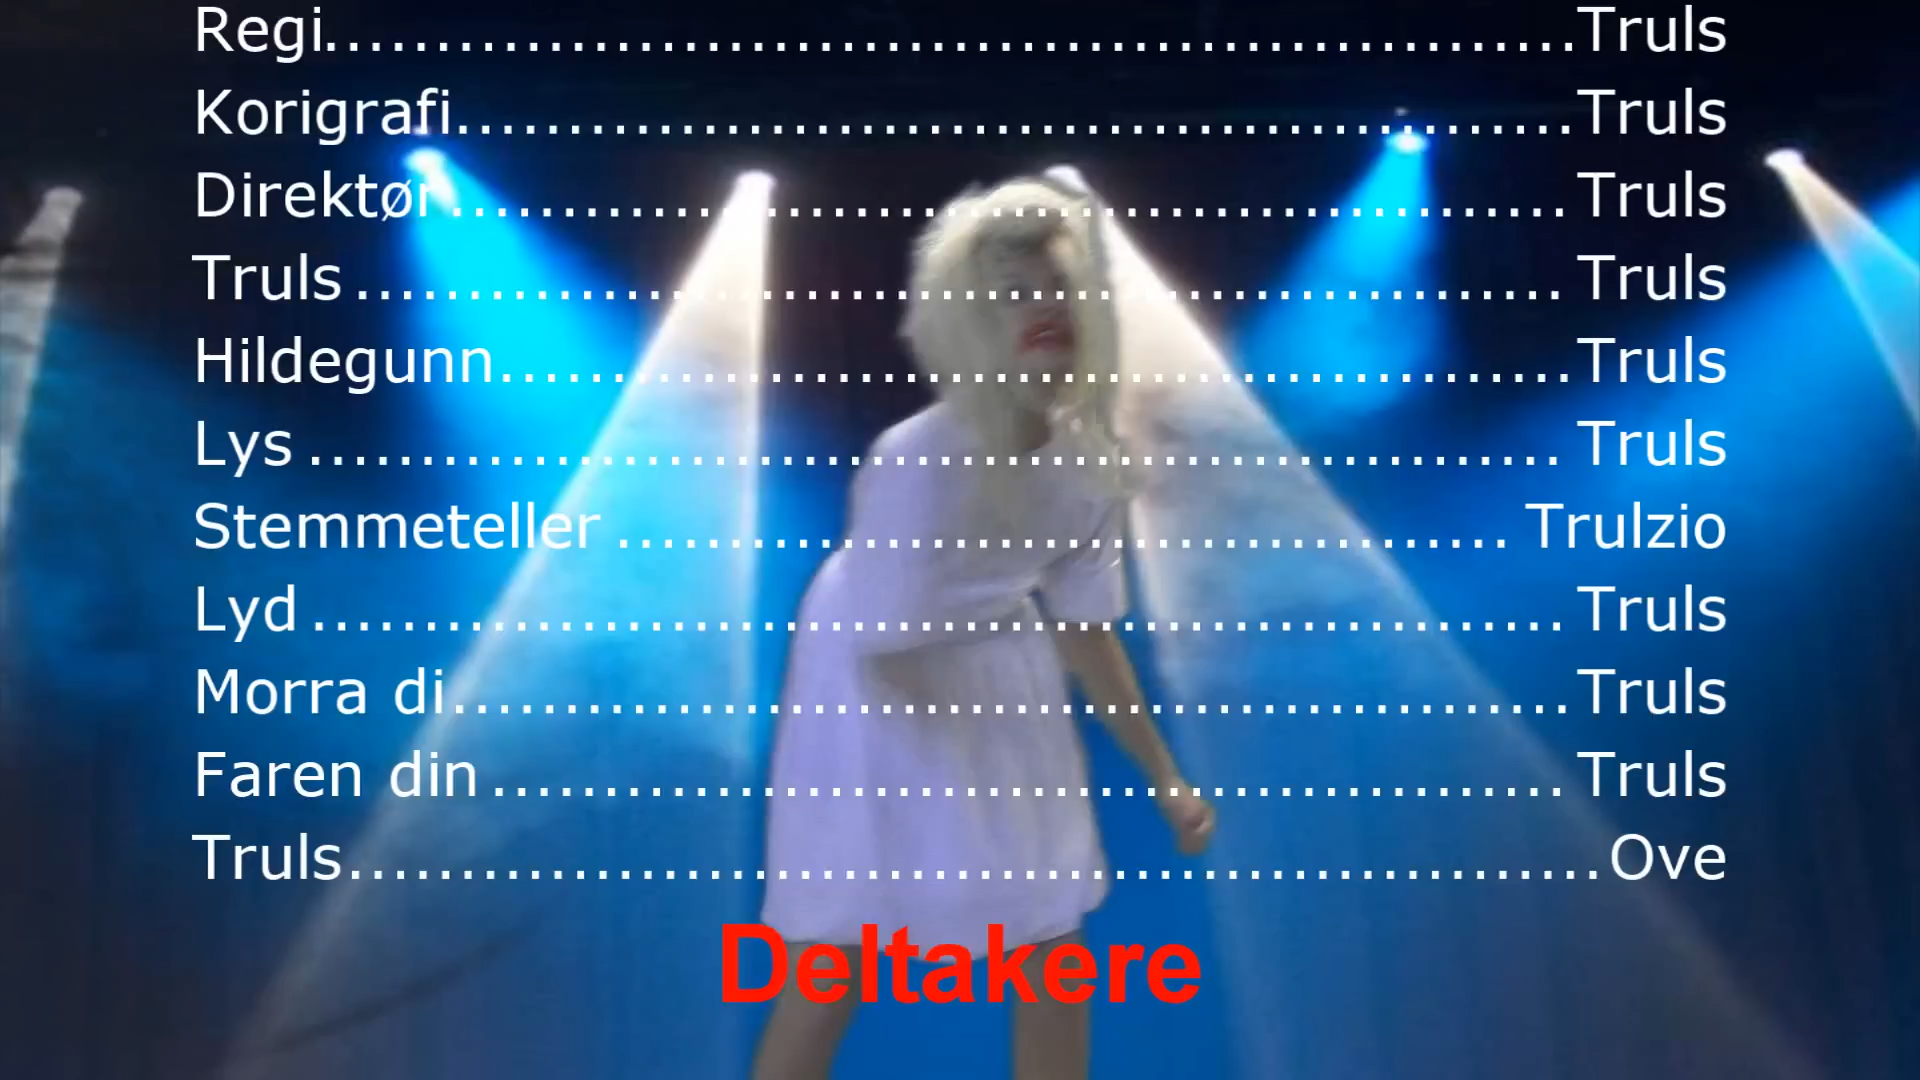 Regi.......................................................Truls
Korigrafi.................................................Truls
Direktør.................................................Truls
Truls .....................................................Truls
Hildegunn...............................................Truls
Lys ........................................................Truls
Stemmeteller ........................................ Trulzio
Lyd ........................................................Truls
Morra di..................................................Truls
Faren din ................................................Truls
Truls........................................................Ove
Deltakere